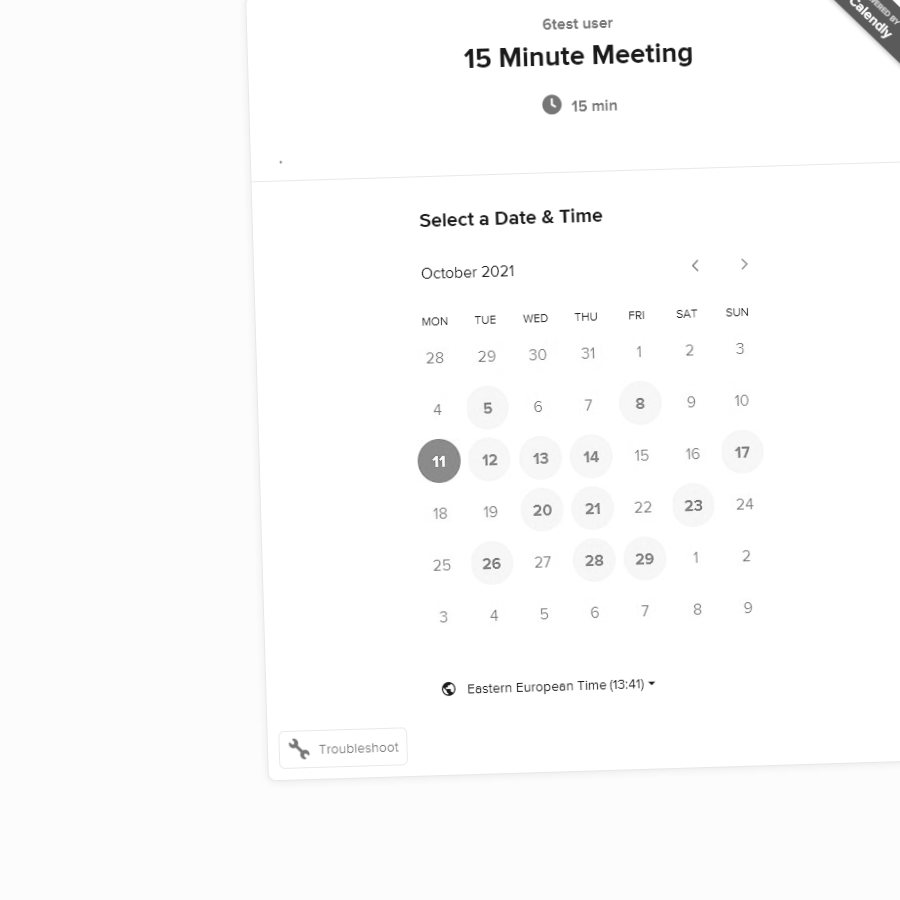 6test user
15 Minute Meeting
15 min
POWERED BY
Calendly
Select a Date & Time
October 2021
MON TUE WED THU FRI SAT SUN
28 29 30 31 1 2 3
4 5 6 7 8 9 10
11 12 13 14 15 16 17
18 19 20 21 22 23 24
25 26 27 28 29 1 2
3 4 5 6 7 8 9
Eastern European Time (13:41)
Troubleshoot